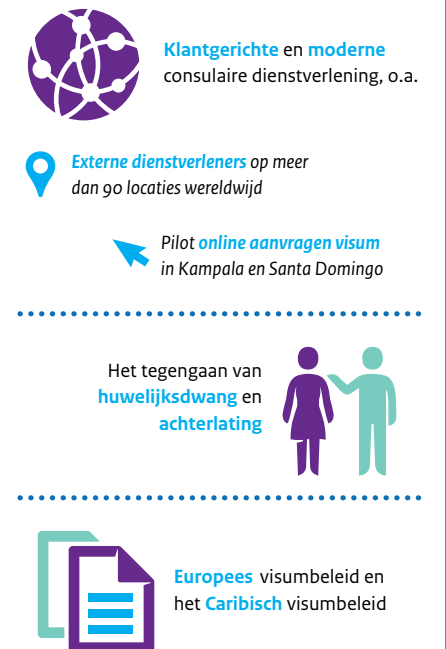 Klantgerichte en moderne
consulaire dienstverlening, o.a.
Externe dienstverleners op meer
dan 90 locaties wereldwijd
Pilot online aanvragen visum
in Kampala en Santa Domingo
Het tegengaan van
huwelijksdwang en
achterlating
Europees visumbeleid en
het Caribisch visumbeleid